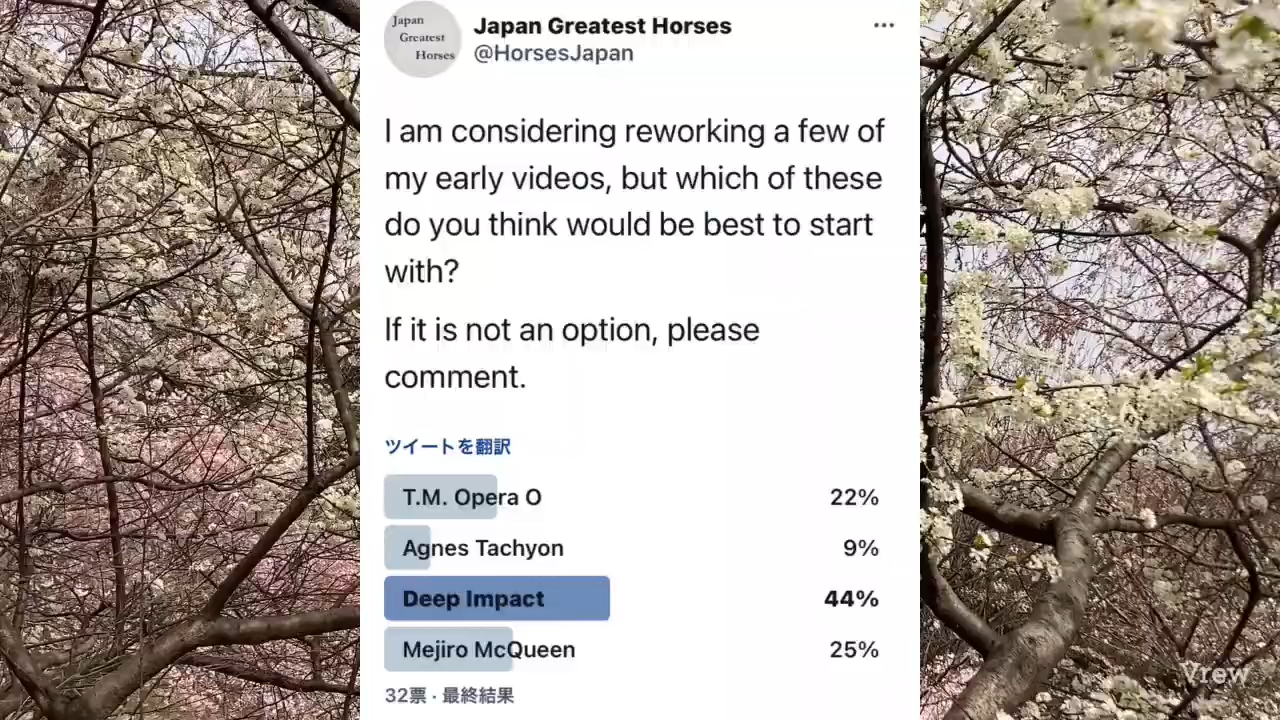 Japan
Greatest
Horses
Japan Greatest Horses
@HorsesJapan
I am considering reworking a few of
my early videos, but which of these
do you think would be best to start
with?
If it is not an option, please
comment.
ツイートを翻訳
T.M. Opera O 22%
Agnes Tachyon 9%
Deep Impact 44%
Mejiro McQueen 25%
32票 · 最終結果
Vrew